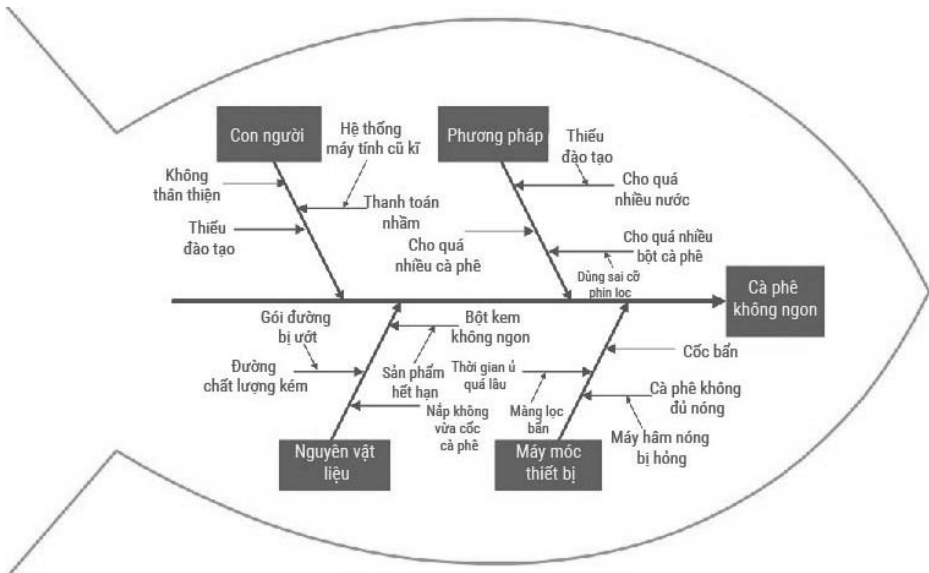 Con người
Hệ thống
máy tính cũ kĩ
Không
thân thiện
Thanh toán
nhầm
Thiếu
đào tạo
Phương pháp
Thiếu
đào tạo
Cho quá
nhiều nước
Cho quá
nhiều cà phê
Cho quá nhiều
bột cà phê
Dùng sai cỡ
phin lọc
Cà phê
không ngon
Gói đường
bị ướt
Bột kem
không ngon
Đường
chất lượng kém
Sản phẩm
hết hạn
Nắp không
vừa cốc
cà phê
Nguyên vật
liệu
Cốc bẩn
Thời gian ủ
quá lâu
Màng lọc
bẩn
Cà phê không
đủ nóng
Máy hâm nóng
bị hỏng
Máy móc
thiết bị